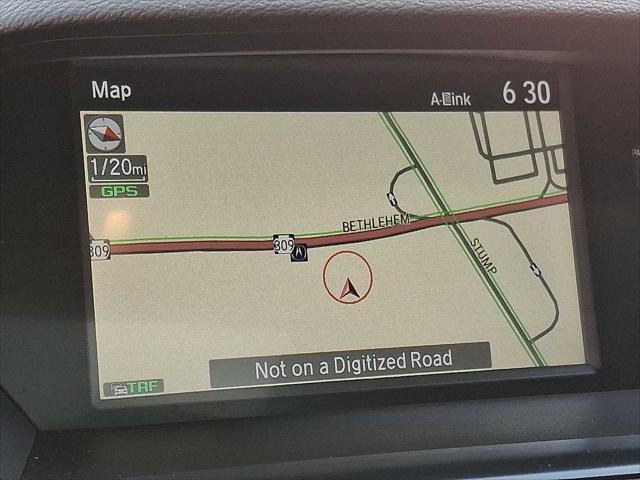 Map
A-link
6 30
1/20mi
GPS
BETHLEHEM
309
309
STUMP
Not on a Digitized Road
TRF